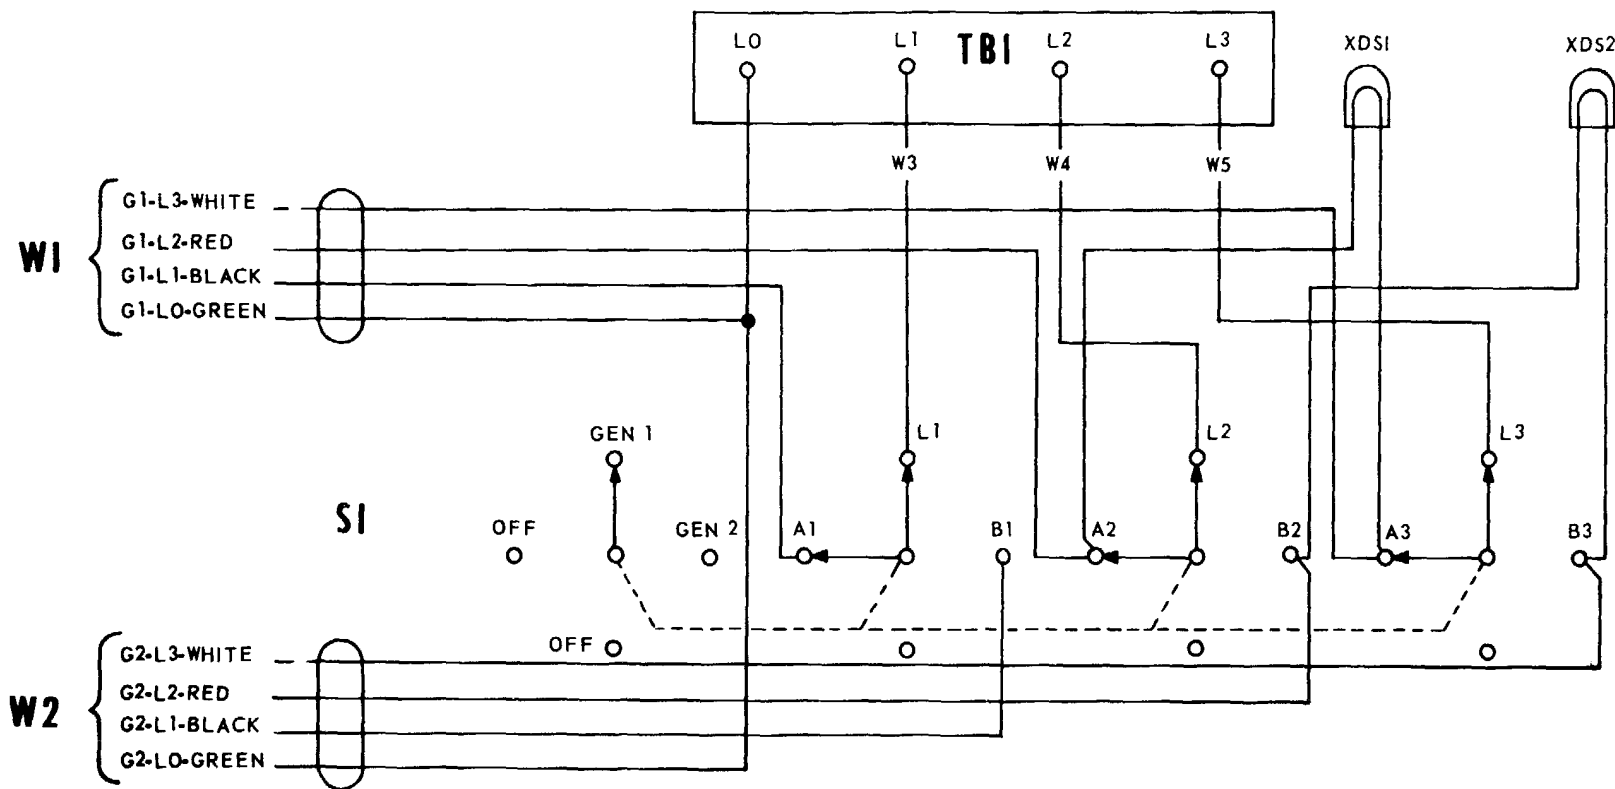 L0 L1 TB1 L2 L3 XDS1 XDS2
W3 W4 W5
W1
G1-L3-WHITE
G1-L2-RED
G1-L1-BLACK
G1-L0-GREEN
GEN 1 L1 L2 L3
S1 OFF GEN 2 A1 B1 A2 B2 A3 B3
OFF
W2
G2-L3-WHITE
G2-L2-RED
G2-L1-BLACK
G2-L0-GREEN